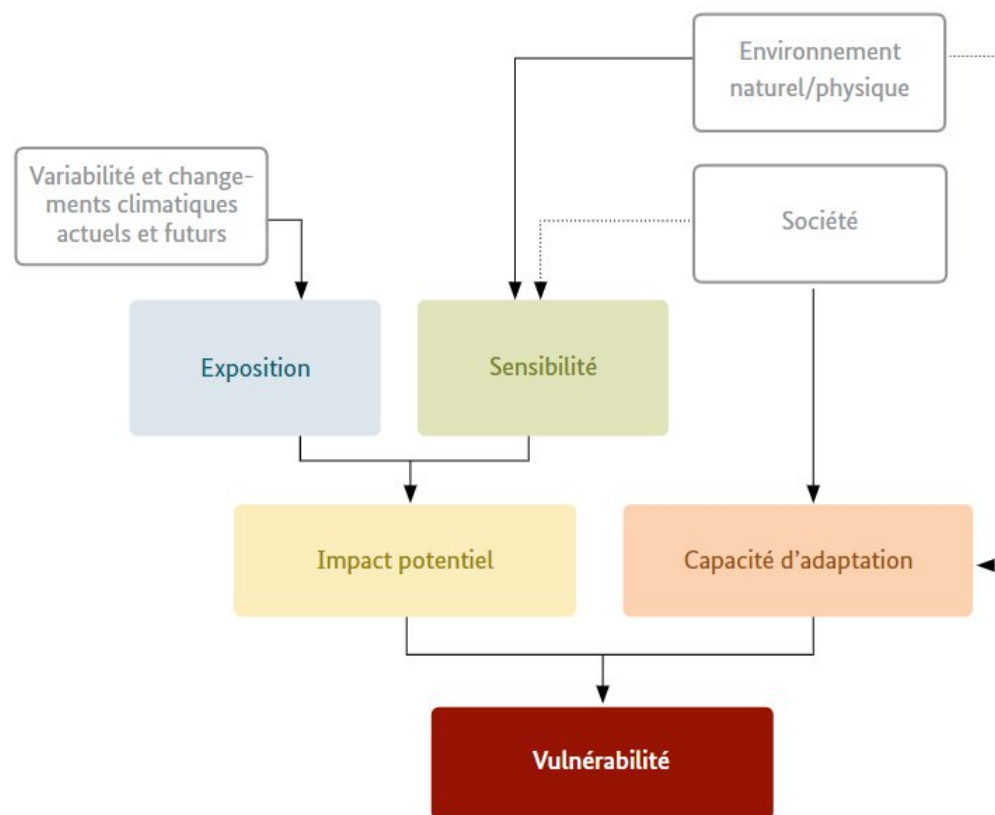 Environnement
naturel/physique
Variabilité et change-
ments climatiques
actuels et futurs
Société
Exposition
Sensibilité
Impact potentiel
Capacité d’adaptation
Vulnérabilité